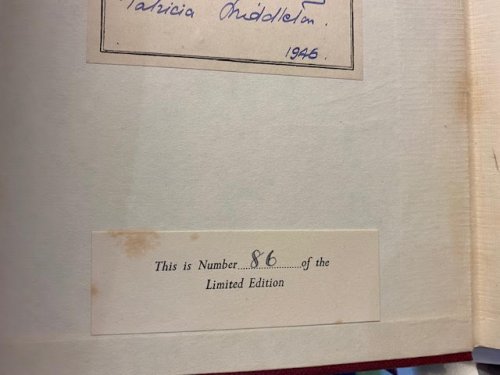 Patricia Middleton.
1946.
This is Number 86 of the
Limited Edition